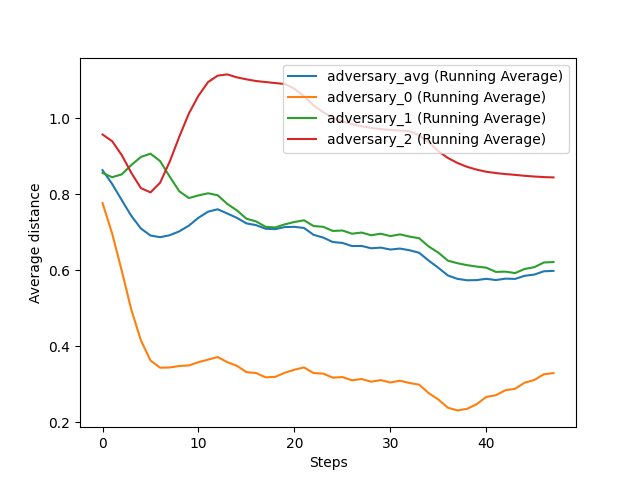 adversary_avg (Running Average)
adversary_0 (Running Average)
adversary_1 (Running Average)
adversary_2 (Running Average)
Average distance
1.0
0.8
0.6
0.4
0.2
0 10 20 30 40
Steps